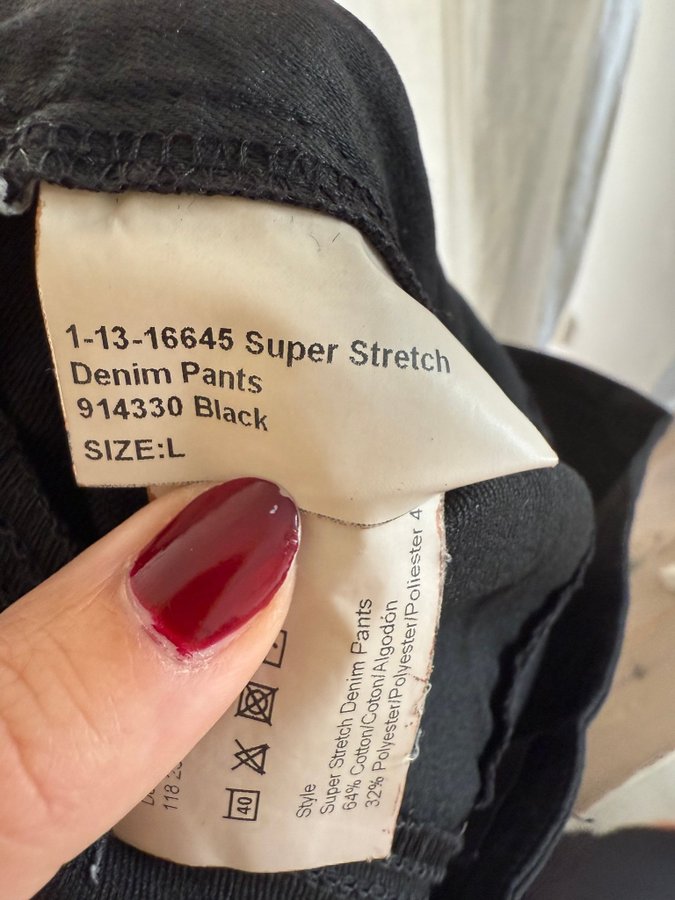 1-13-16645 Super Stretch
Denim Pants
914330 Black
SIZE:L
Style
Super Stretch Denim Pants
64% Cotton/Coton/Algodón
32% Polyester/Polyester/Poliester 4
118
40